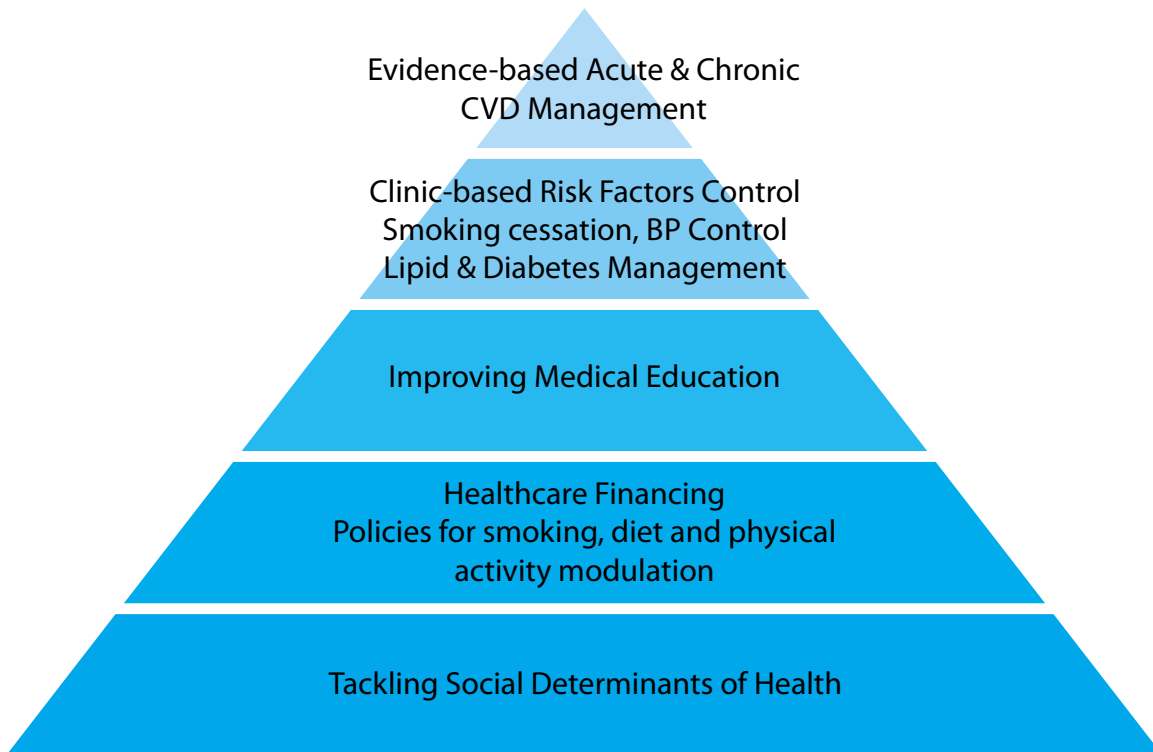 Evidence-based Acute & Chronic
CVD Management
Clinic-based Risk Factors Control
Smoking cessation, BP Control
Lipid & Diabetes Management
Improving Medical Education
Healthcare Financing
Policies for smoking, diet and physical
activity modulation
Tackling Social Determinants of Health